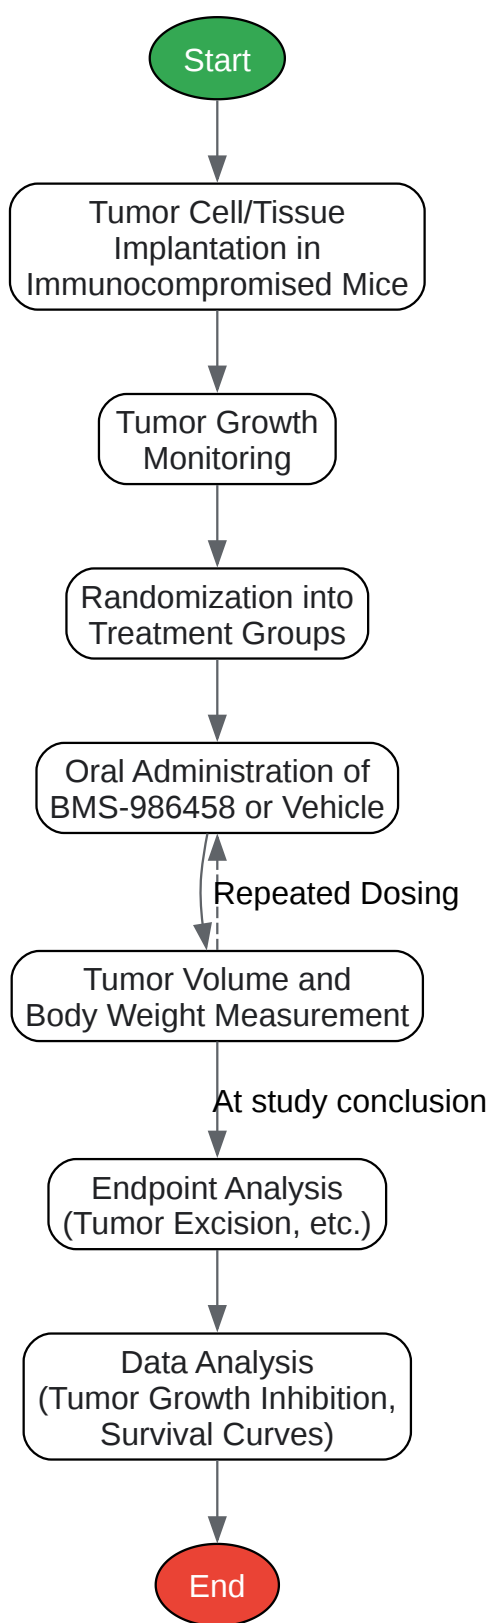 Start
Tumor Cell/Tissue
Implantation in
Immunocompromised Mice
Tumor Growth
Monitoring
Randomization into
Treatment Groups
Oral Administration of
BMS-986458 or Vehicle
Repeated Dosing
Tumor Volume and
Body Weight Measurement
At study conclusion
Endpoint Analysis
(Tumor Excision, etc.)
Data Analysis
(Tumor Growth Inhibition,
Survival Curves)
End